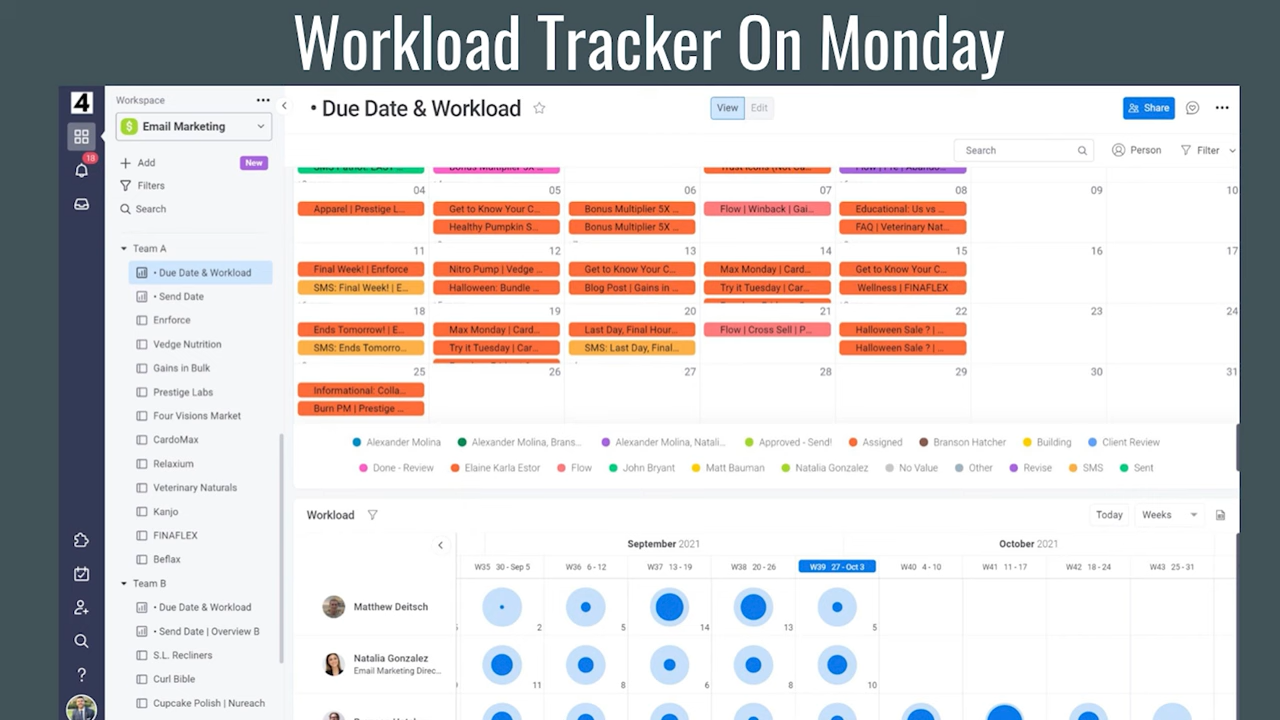 Workload Tracker On Monday
4
Workspace
Email Marketing
Add
New
Filters
Search
18
Team A
• Due Date & Workload
• Send Date
Enrforce
Vedge Nutrition
Gains in Bulk
Prestige Labs
Four Visions Market
CardoMax
Relaxium
Veterinary Naturals
Kanjo
FINAFLEX
Beflax
Team B
• Due Date & Workload
• Send Date | Overview B
S.L. Recliners
Curl Bible
Cupcake Polish | Nureach
• Due Date & Workload
View Edit
Share
Search
Person
Filter
04 05 06 07 08 09 10
Apparel | Prestige L... Get to Know Your C... Bonus Multiplier 5X ... Flow | Winback | Gai... Educational: Us vs ...
Healthy Pumpkin S... Bonus Multiplier 5X ... FAQ | Veterinary Nat...
11 12 13 14 15 16 17
Final Week! | Enrforce Nitro Pump | Vedge ... Get to Know Your C... Max Monday | Card... Get to Know Your C...
SMS: Final Week! | E... Halloween: Bundle ... Blog Post | Gains in ... Try it Tuesday | Car... Wellness | FINAFLEX
18 19 20 21 22 23 24
Ends Tomorrow! | E... Max Monday | Card... Last Day, Final Hour... Flow | Cross Sell | P... Halloween Sale ? | ...
SMS: Ends Tomorro... Try it Tuesday | Car... SMS: Last Day, Final... Halloween Sale ? | ...
25 26 27 28 29 30 31
Informational: Colla...
Burn PM | Prestige ...
Alexander Molina Alexander Molina, Brans... Alexander Molina, Natali... Approved - Send! Assigned Branson Hatcher Building Client Review
Done - Review Elaine Karla Estor Flow John Bryant Matt Bauman Natalia Gonzalez No Value Other Revise SMS Sent
Workload
Today Weeks
September 2021 October 2021
W35 30 - Sep 5 W36 6 - 12 W37 13 - 19 W38 20 - 26 W39 27 - Oct 3 W40 4 - 10 W41 11 - 17 W42 18 - 24 W43 25 - 31
Matthew Deitsch
2 5 14 13 5
Natalia Gonzalez
Email Marketing Direc...
11 8 6 8 10